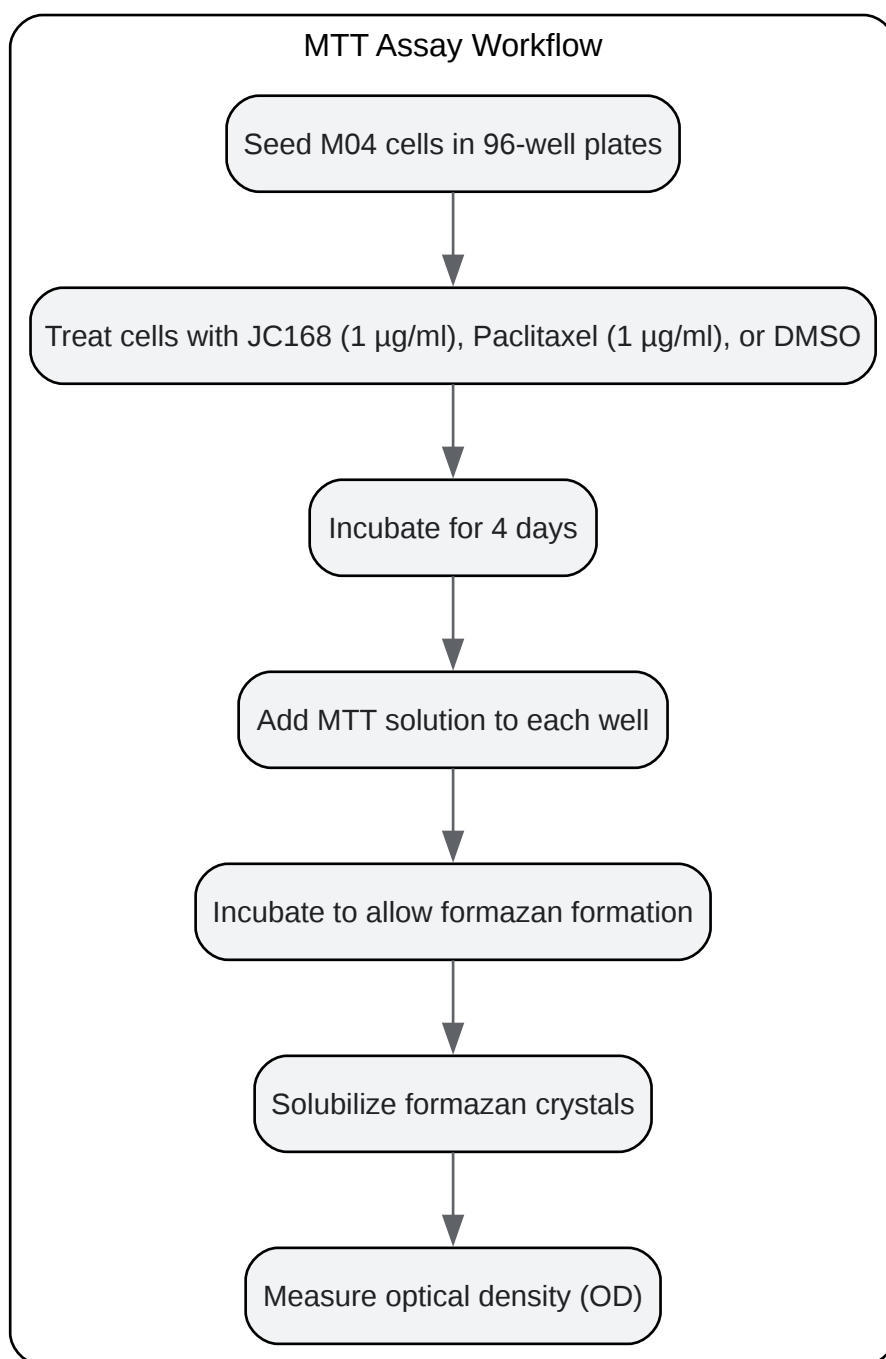 MTT Assay Workflow
Seed M04 cells in 96-well plates
Treat cells with JC168 (1 µg/ml), Paclitaxel (1 µg/ml), or DMSO
Incubate for 4 days
Add MTT solution to each well
Incubate to allow formazan formation
Solubilize formazan crystals
Measure optical density (OD)